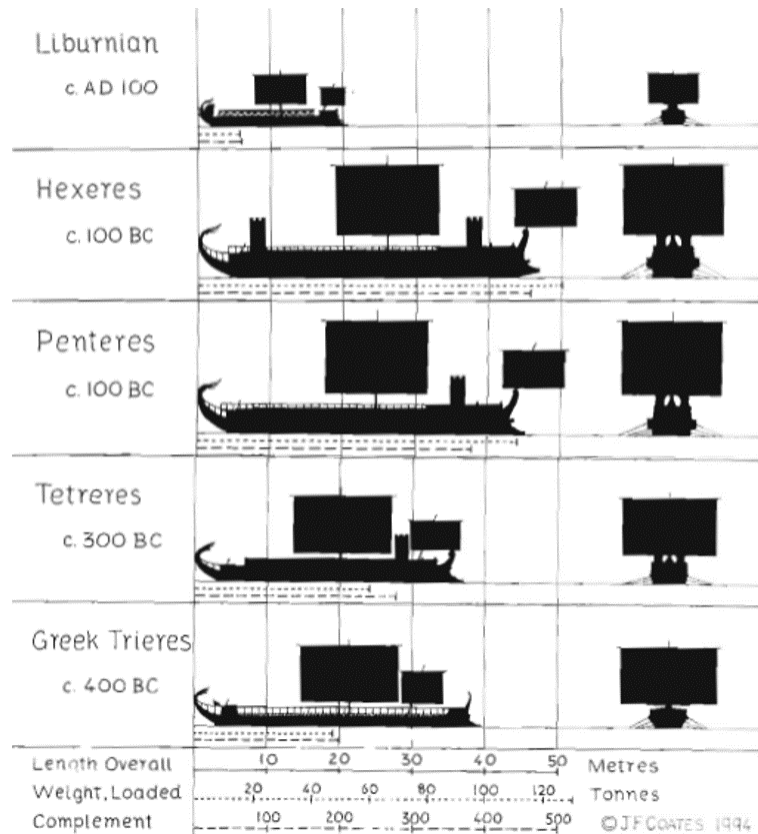 Liburnian
c. AD 100
Hexeres
c. 100 BC
Penteres
c. 100 BC
Tetreres
c. 300 BC
Greek Trieres
c. 400 BC
Length Overall 10 20 30 40 50 Metres
Weight, Loaded 20 40 60 80 100 120 Tonnes
Complement 100 200 300 400 500 © JF COATES 1994